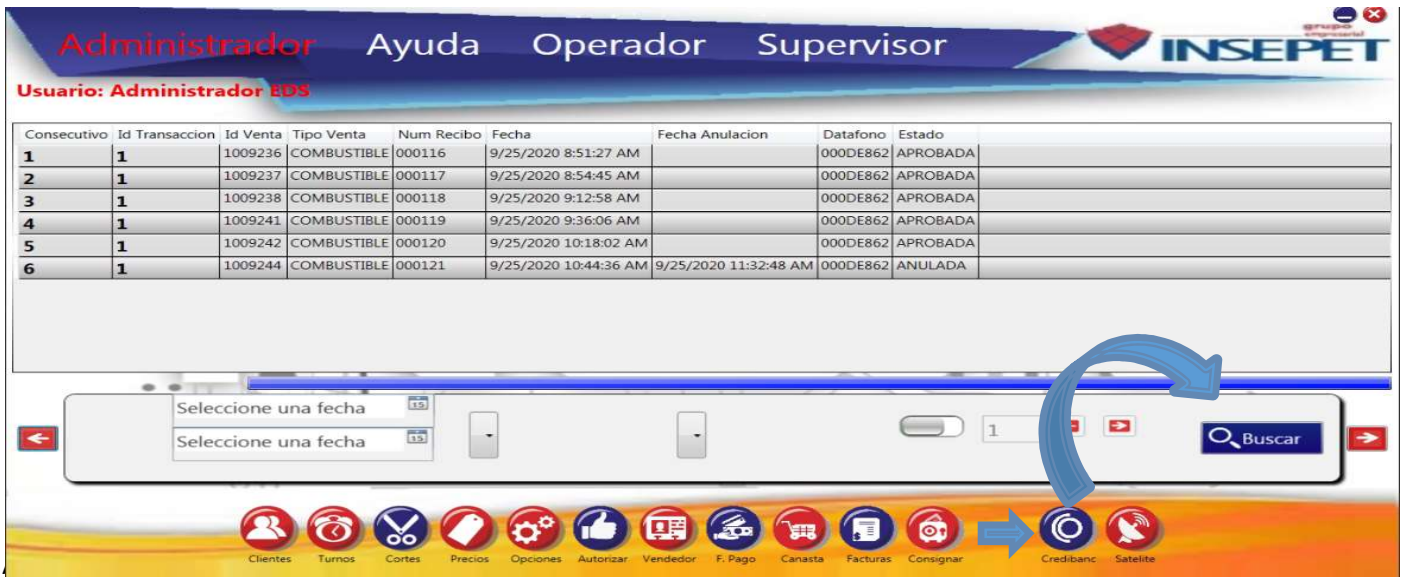 grupo
empresarial
INSEPET
Administrador Ayuda Operador Supervisor
Usuario: Administrador EDS
Consecutivo Id Transaccion Id Venta Tipo Venta Num Recibo Fecha Fecha Anulacion Datafono Estado
1 1 1009236 COMBUSTIBLE 000116 9/25/2020 8:51:27 AM 000DE862 APROBADA
2 1 1009237 COMBUSTIBLE 000117 9/25/2020 8:54:45 AM 000DE862 APROBADA
3 1 1009238 COMBUSTIBLE 000118 9/25/2020 9:12:58 AM 000DE862 APROBADA
4 1 1009241 COMBUSTIBLE 000119 9/25/2020 9:36:06 AM 000DE862 APROBADA
5 1 1009242 COMBUSTIBLE 000120 9/25/2020 10:18:02 AM 000DE862 APROBADA
6 1 1009244 COMBUSTIBLE 000121 9/25/2020 10:44:36 AM 9/25/2020 11:32:48 AM 000DE862 ANULADA
Seleccione una fecha 15
Seleccione una fecha 15
1
Buscar
Clientes Turnos Cortes Precios Opciones Autorizar Vendedor F. Pago Canasta Facturas Consignar Credibanc Satelite